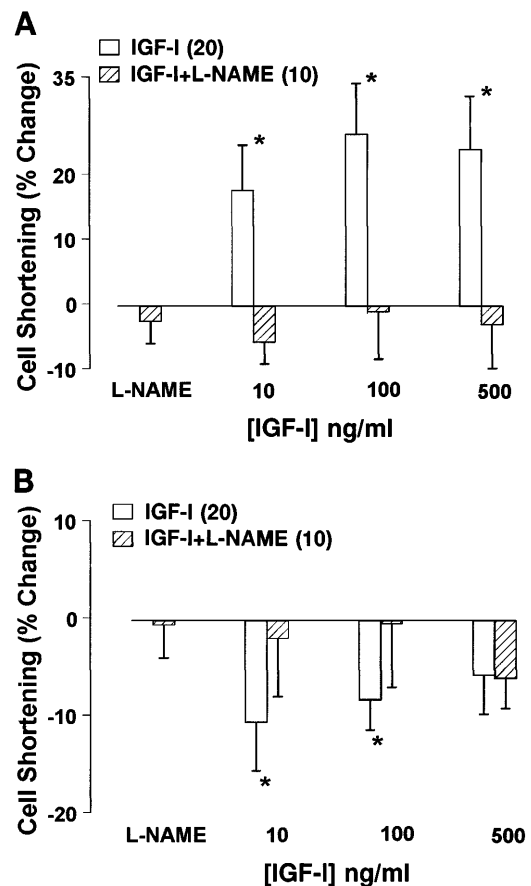 A
IGF-I (20)
IGF-I+L-NAME (10)
Cell Shortening (% Change)
35
20
10
0
-10
*
*
*
L-NAME 10 100 500
[IGF-I] ng/ml
B
IGF-I (20)
IGF-I+L-NAME (10)
Cell Shortening (% Change)
10
0
-10
-20
*
*
L-NAME 10 100 500
[IGF-I] ng/ml